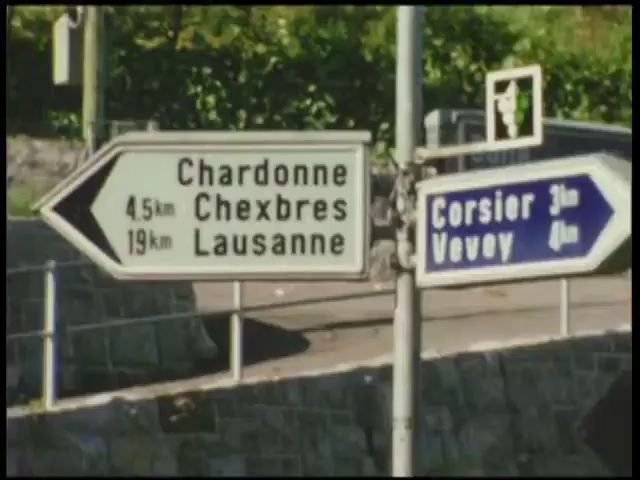 Chardonne
4.5km Chexbres
19km Lausanne
Corsier 3km
Vevey 4km